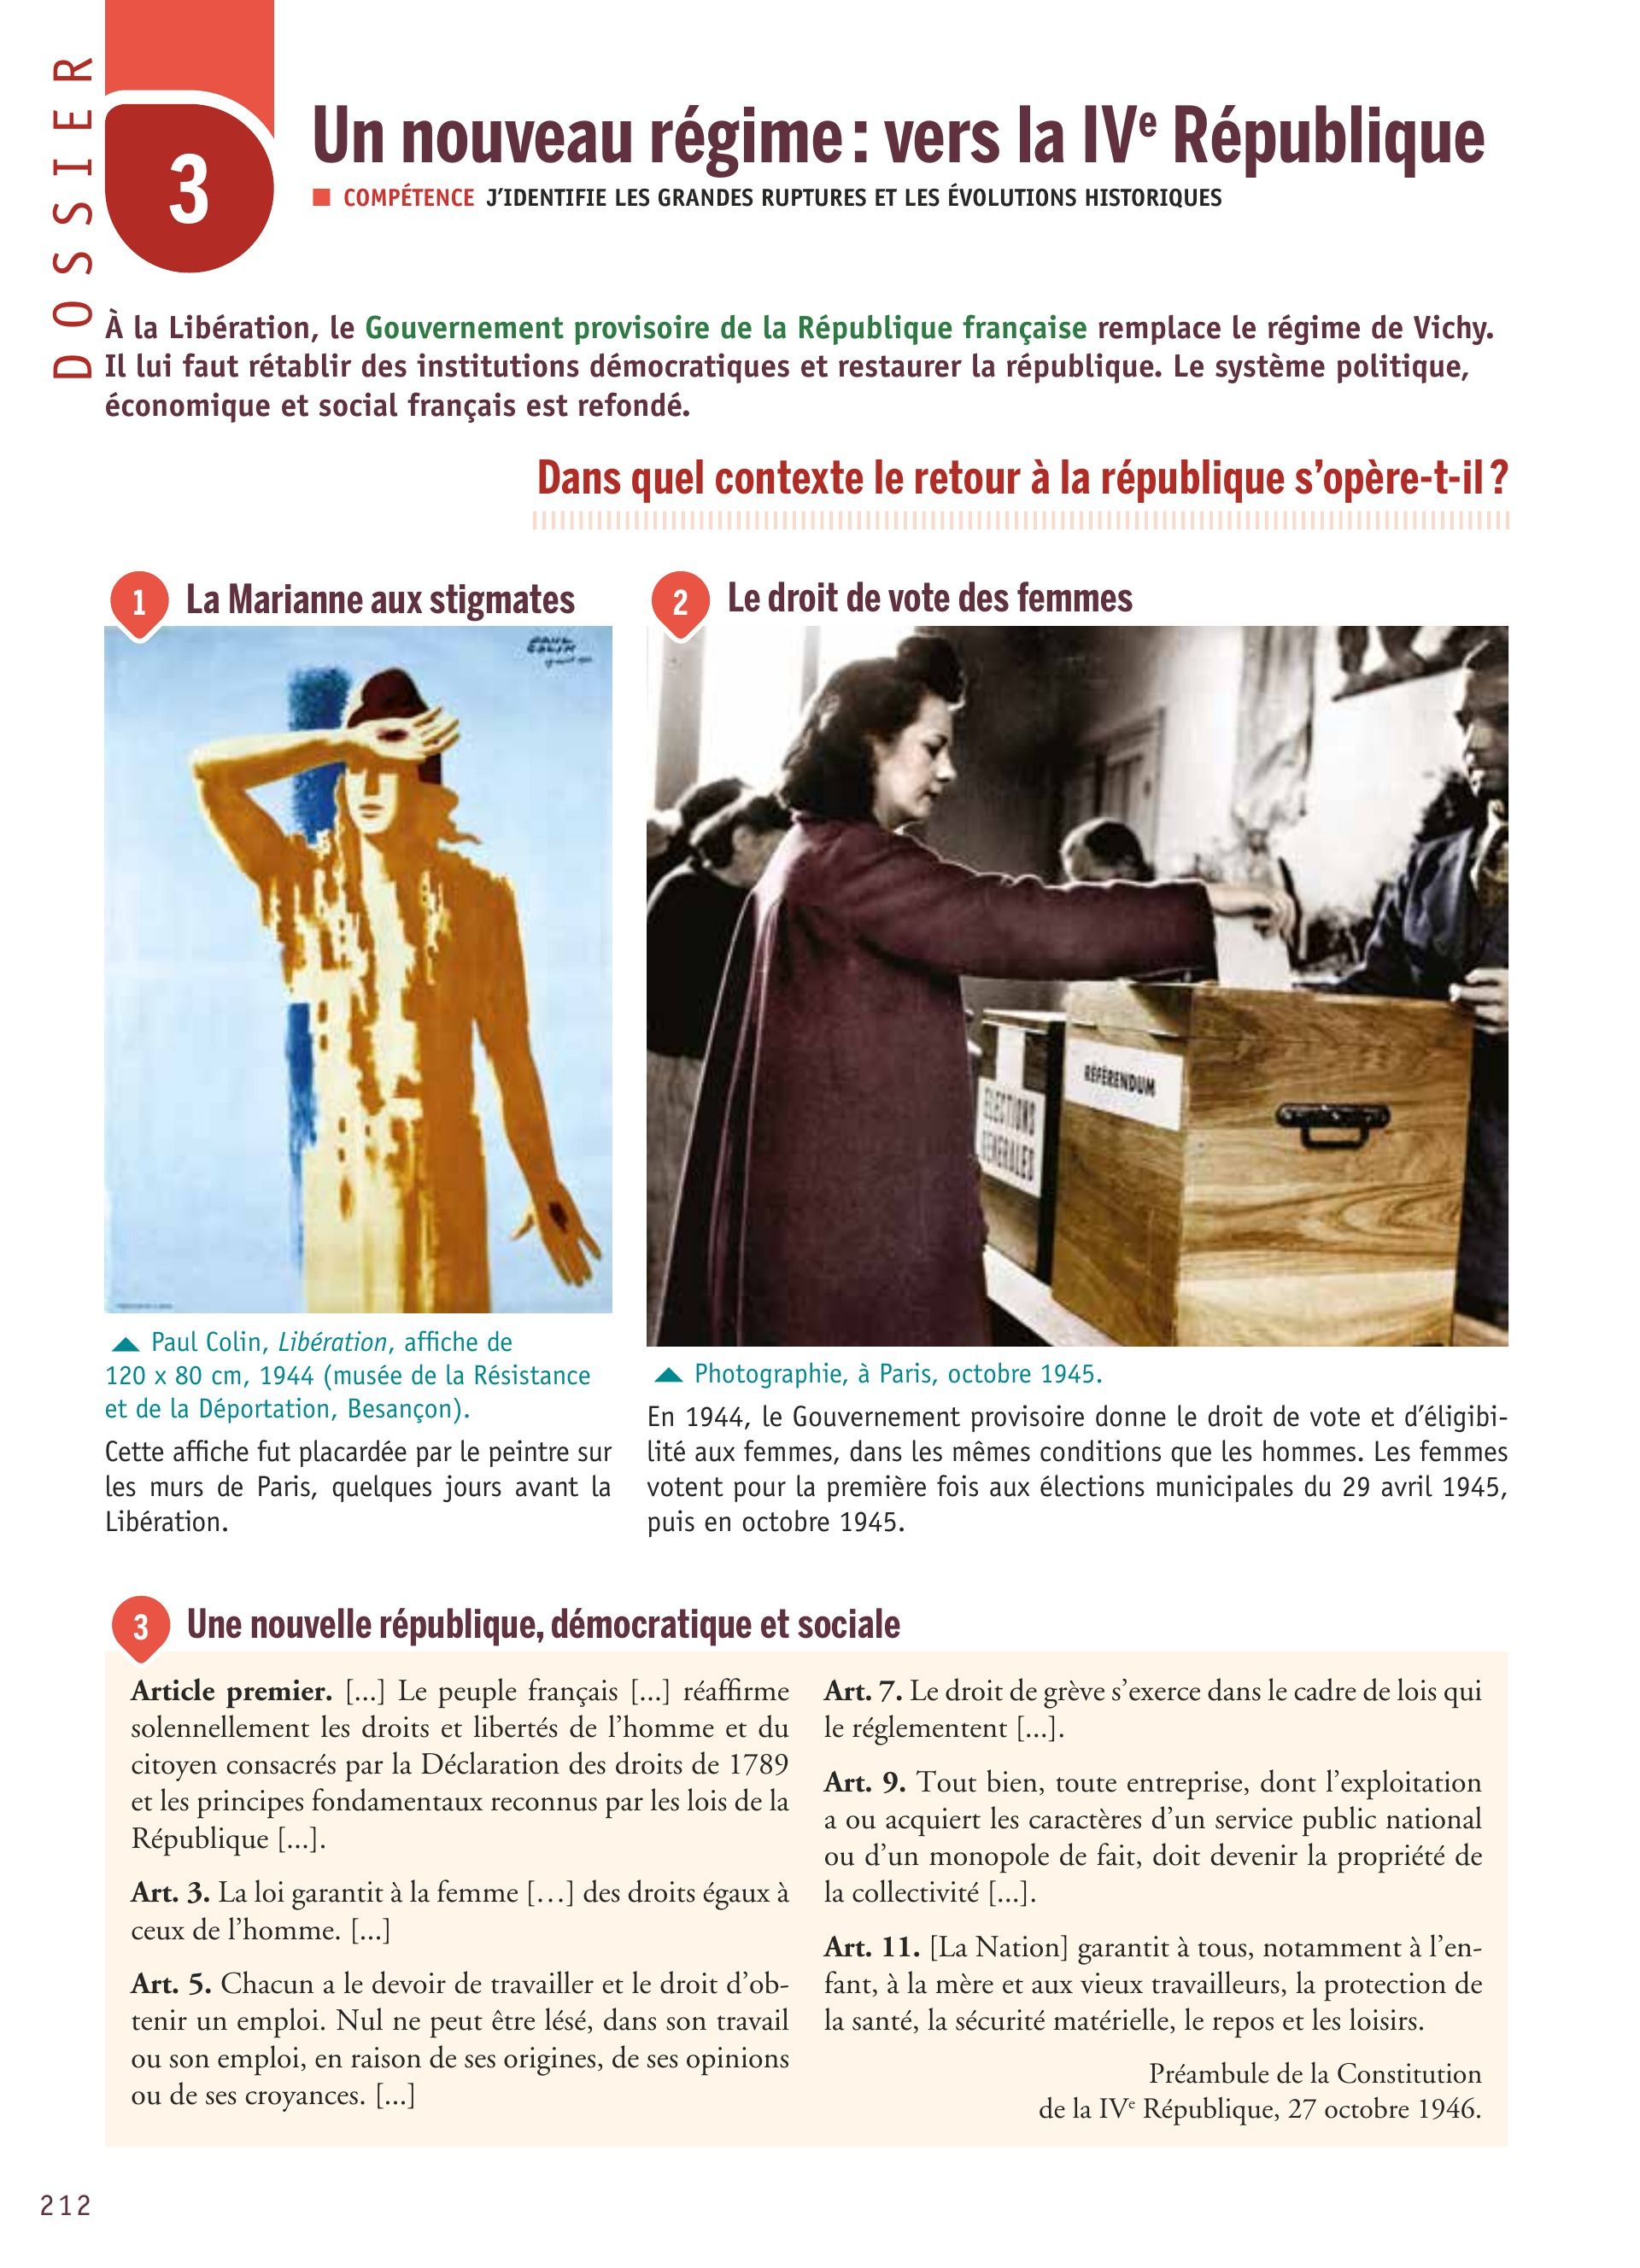 DOSSIER
3
Un nouveau régime : vers la IVe République
COMPÉTENCE J'IDENTIFIE LES GRANDES RUPTURES ET LES ÉVOLUTIONS HISTORIQUES
À la Libération, le Gouvernement provisoire de la République française remplace le régime de Vichy.
Il lui faut rétablir des institutions démocratiques et restaurer la république. Le système politique,
économique et social français est refondé.
Dans quel contexte le retour à la république s'opère-t-il ?
1 La Marianne aux stigmates
PAUL
COLIN
▲ Paul Colin, Libération, affiche de
120 x 80 cm, 1944 (musée de la Résistance
et de la Déportation, Besançon).
Cette affiche fut placardée par le peintre sur
les murs de Paris, quelques jours avant la
Libération.
2 Le droit de vote des femmes
ELECTIONS
GENERALES
RÉFÉRENDUM
▲ Photographie, à Paris, octobre 1945.
En 1944, le Gouvernement provisoire donne le droit de vote et d'éligibi-
lité aux femmes, dans les mêmes conditions que les hommes. Les femmes
votent pour la première fois aux élections municipales du 29 avril 1945,
puis en octobre 1945.
3 Une nouvelle république, démocratique et sociale
Article premier. [...] Le peuple français [...] réaffirme
solennellement les droits et libertés de l'homme et du
citoyen consacrés par la Déclaration des droits de 1789
et les principes fondamentaux reconnus par les lois de la
République [...].
Art. 3. La loi garantit à la femme […] des droits égaux à
ceux de l'homme. [...]
Art. 5. Chacun a le devoir de travailler et le droit d'ob-
tenir un emploi. Nul ne peut être lésé, dans son travail
ou son emploi, en raison de ses origines, de ses opinions
ou de ses croyances. [...]
Art. 7. Le droit de grève s'exerce dans le cadre de lois qui
le réglementent [...].
Art. 9. Tout bien, toute entreprise, dont l'exploitation
a ou acquiert les caractères d'un service public national
ou d'un monopole de fait, doit devenir la propriété de
la collectivité [...].
Art. 11. [La Nation] garantit à tous, notamment à l'en-
fant, à la mère et aux vieux travailleurs, la protection de
la santé, la sécurité matérielle, le repos et les loisirs.
Préambule de la Constitution
de la IVe République, 27 octobre 1946.
212